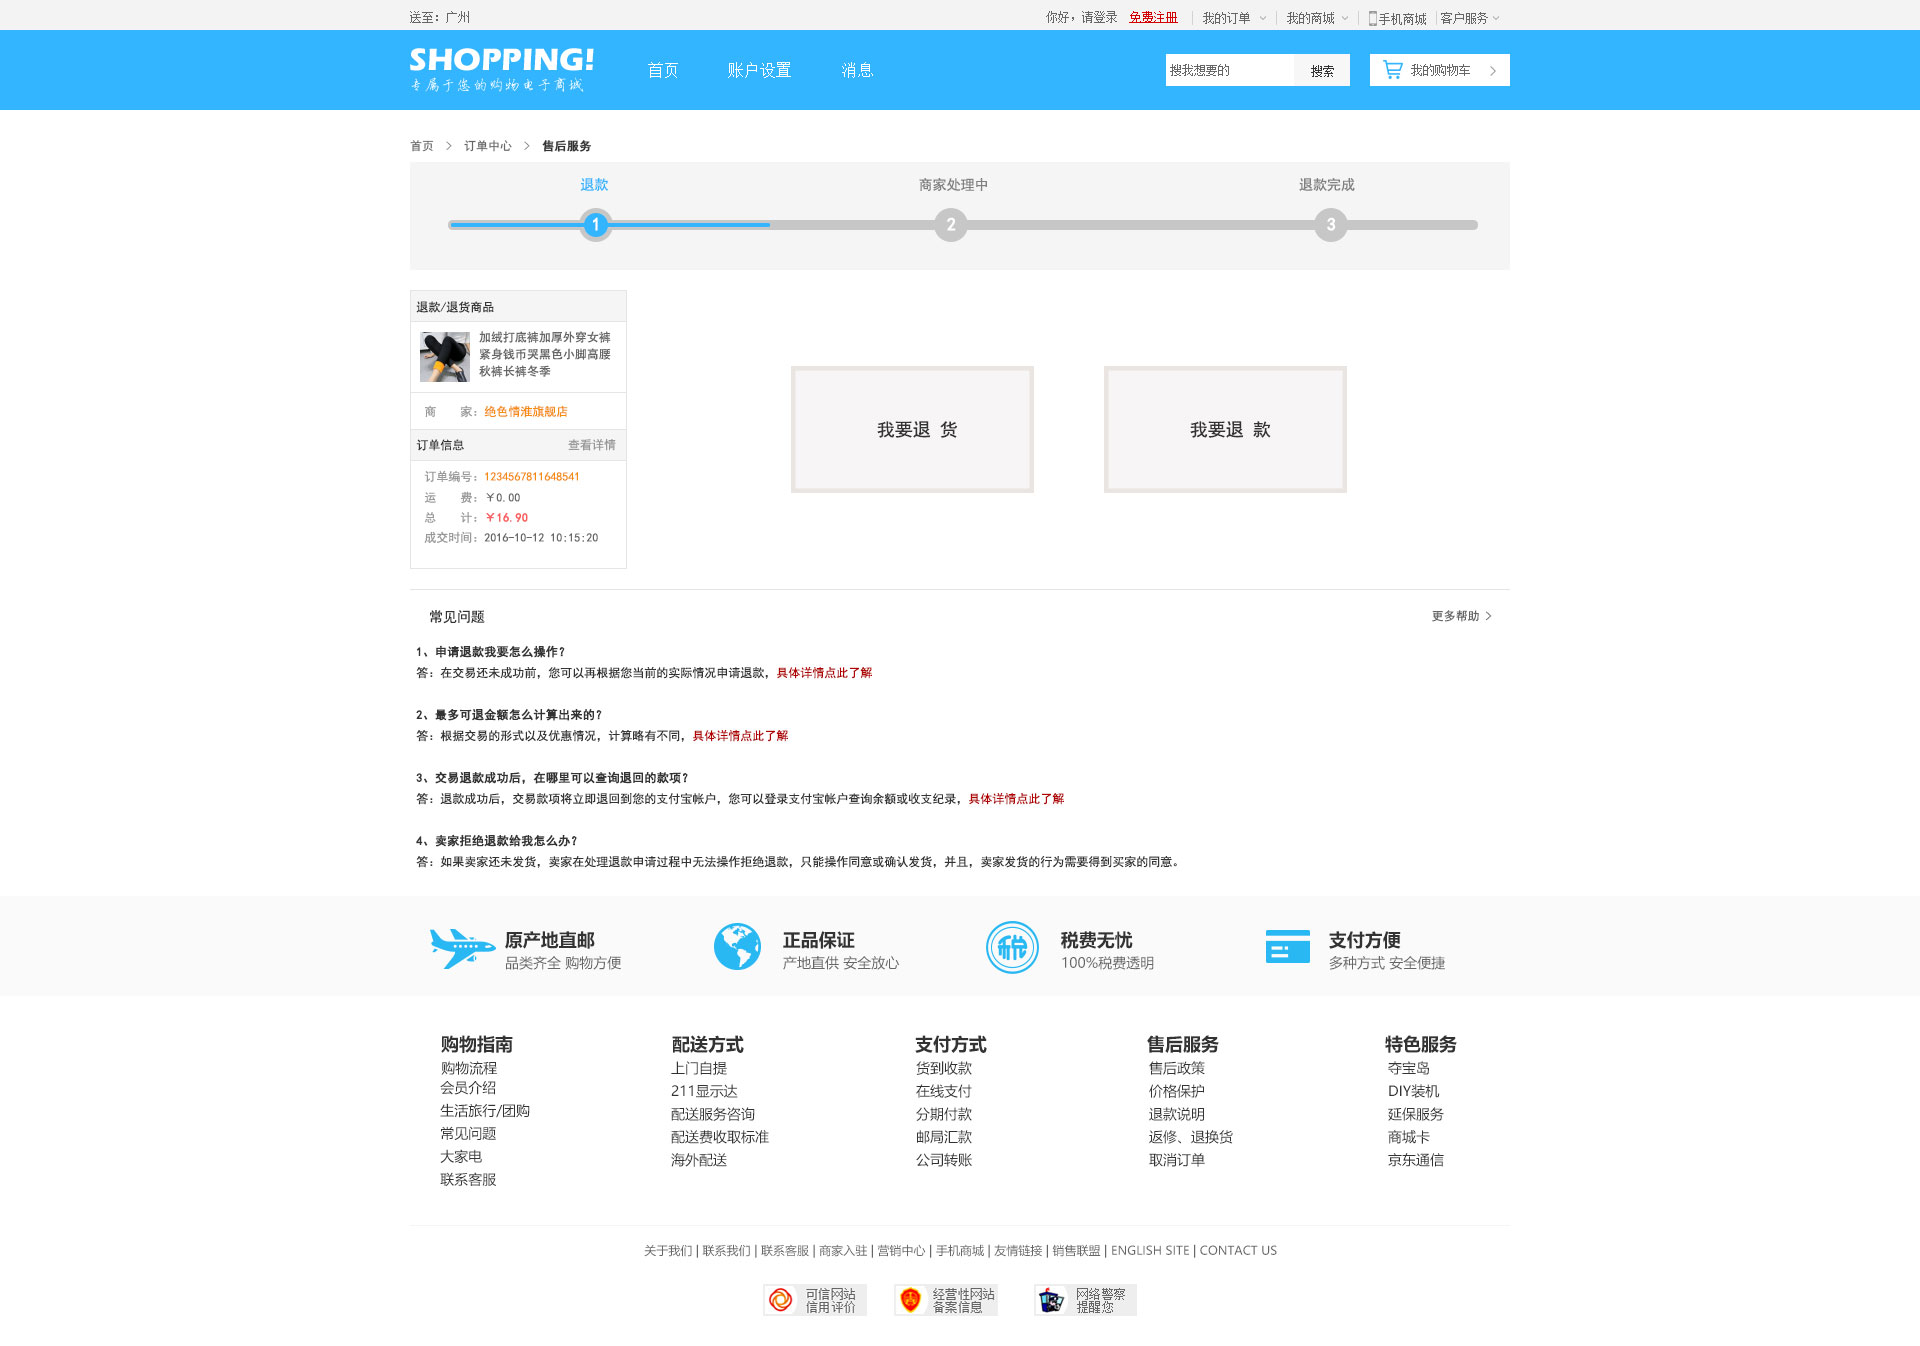 送至：广州
你好，请登录 免费注册 我的订单 我的商城 手机商城 客户服务
SHOPPING!
专属于您的购物电子商城
首页 账户设置 消息
搜我想要的 搜索 我的购物车
首页 > 订单中心 > 售后服务
退款 商家处理中 退款完成
1 2 3
退款/退货商品
加绒打底裤加厚外穿女裤
紧身钱币哭黑色小脚高腰
秋裤长裤冬季
商 家：绝色情淮旗舰店
订单信息 查看详情
订单编号：1234567811648541
运 费：￥0.00
总 计：￥16.90
成交时间：2016-10-12 10:15:20
我要退 货
我要退 款
常见问题 更多帮助 >
1、申请退款我要怎么操作？
答：在交易还未成功前，您可以再根据您当前的实际情况申请退款，具体详情点此了解
2、最多可退金额怎么计算出来的？
答：根据交易的形式以及优惠情况，计算略有不同，具体详情点此了解
3、交易退款成功后，在哪里可以查询退回的款项？
答：退款成功后，交易款项将立即退回到您的支付宝帐户，您可以登录支付宝帐户查询余额或收支纪录，具体详情点此了解
4、卖家拒绝退款给我怎么办？
答：如果卖家还未发货，卖家在处理退款申请过程中无法操作拒绝退款，只能操作同意或确认发货，并且，卖家发货的行为需要得到买家的同意。
原产地直邮
品类齐全 购物方便
正品保证
产地直供 安全放心
税
税费无忧
100%税费透明
支付方便
多种方式 安全便捷
购物指南
购物流程
会员介绍
生活旅行/团购
常见问题
大家电
联系客服
配送方式
上门自提
211显示达
配送服务咨询
配送费收取标准
海外配送
支付方式
货到收款
在线支付
分期付款
邮局汇款
公司转账
售后服务
售后政策
价格保护
退款说明
返修、退换货
取消订单
特色服务
夺宝岛
DIY装机
延保服务
商城卡
京东通信
关于我们 | 联系我们 | 联系客服 | 商家入驻 | 营销中心 | 手机商城 | 友情链接 | 销售联盟 | ENGLISH SITE | CONTACT US
可信网站
信用评价
经营性网站
备案信息
网络警察
提醒您